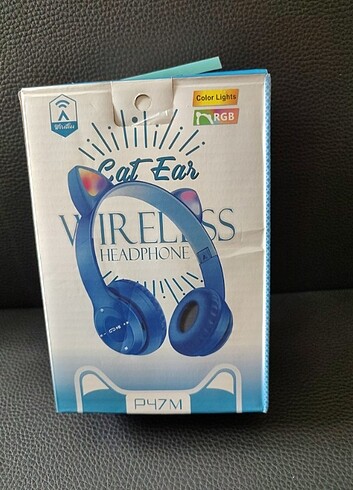 Wireless
Color Lights
RGB
Cat Ear
WIRELESS
HEADPHONE
P47M